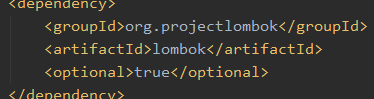 <dependency>
<groupId>org.projectlombok</groupId>
<artifactId>lombok</artifactId>
<optional>true</optional>
</dependency>